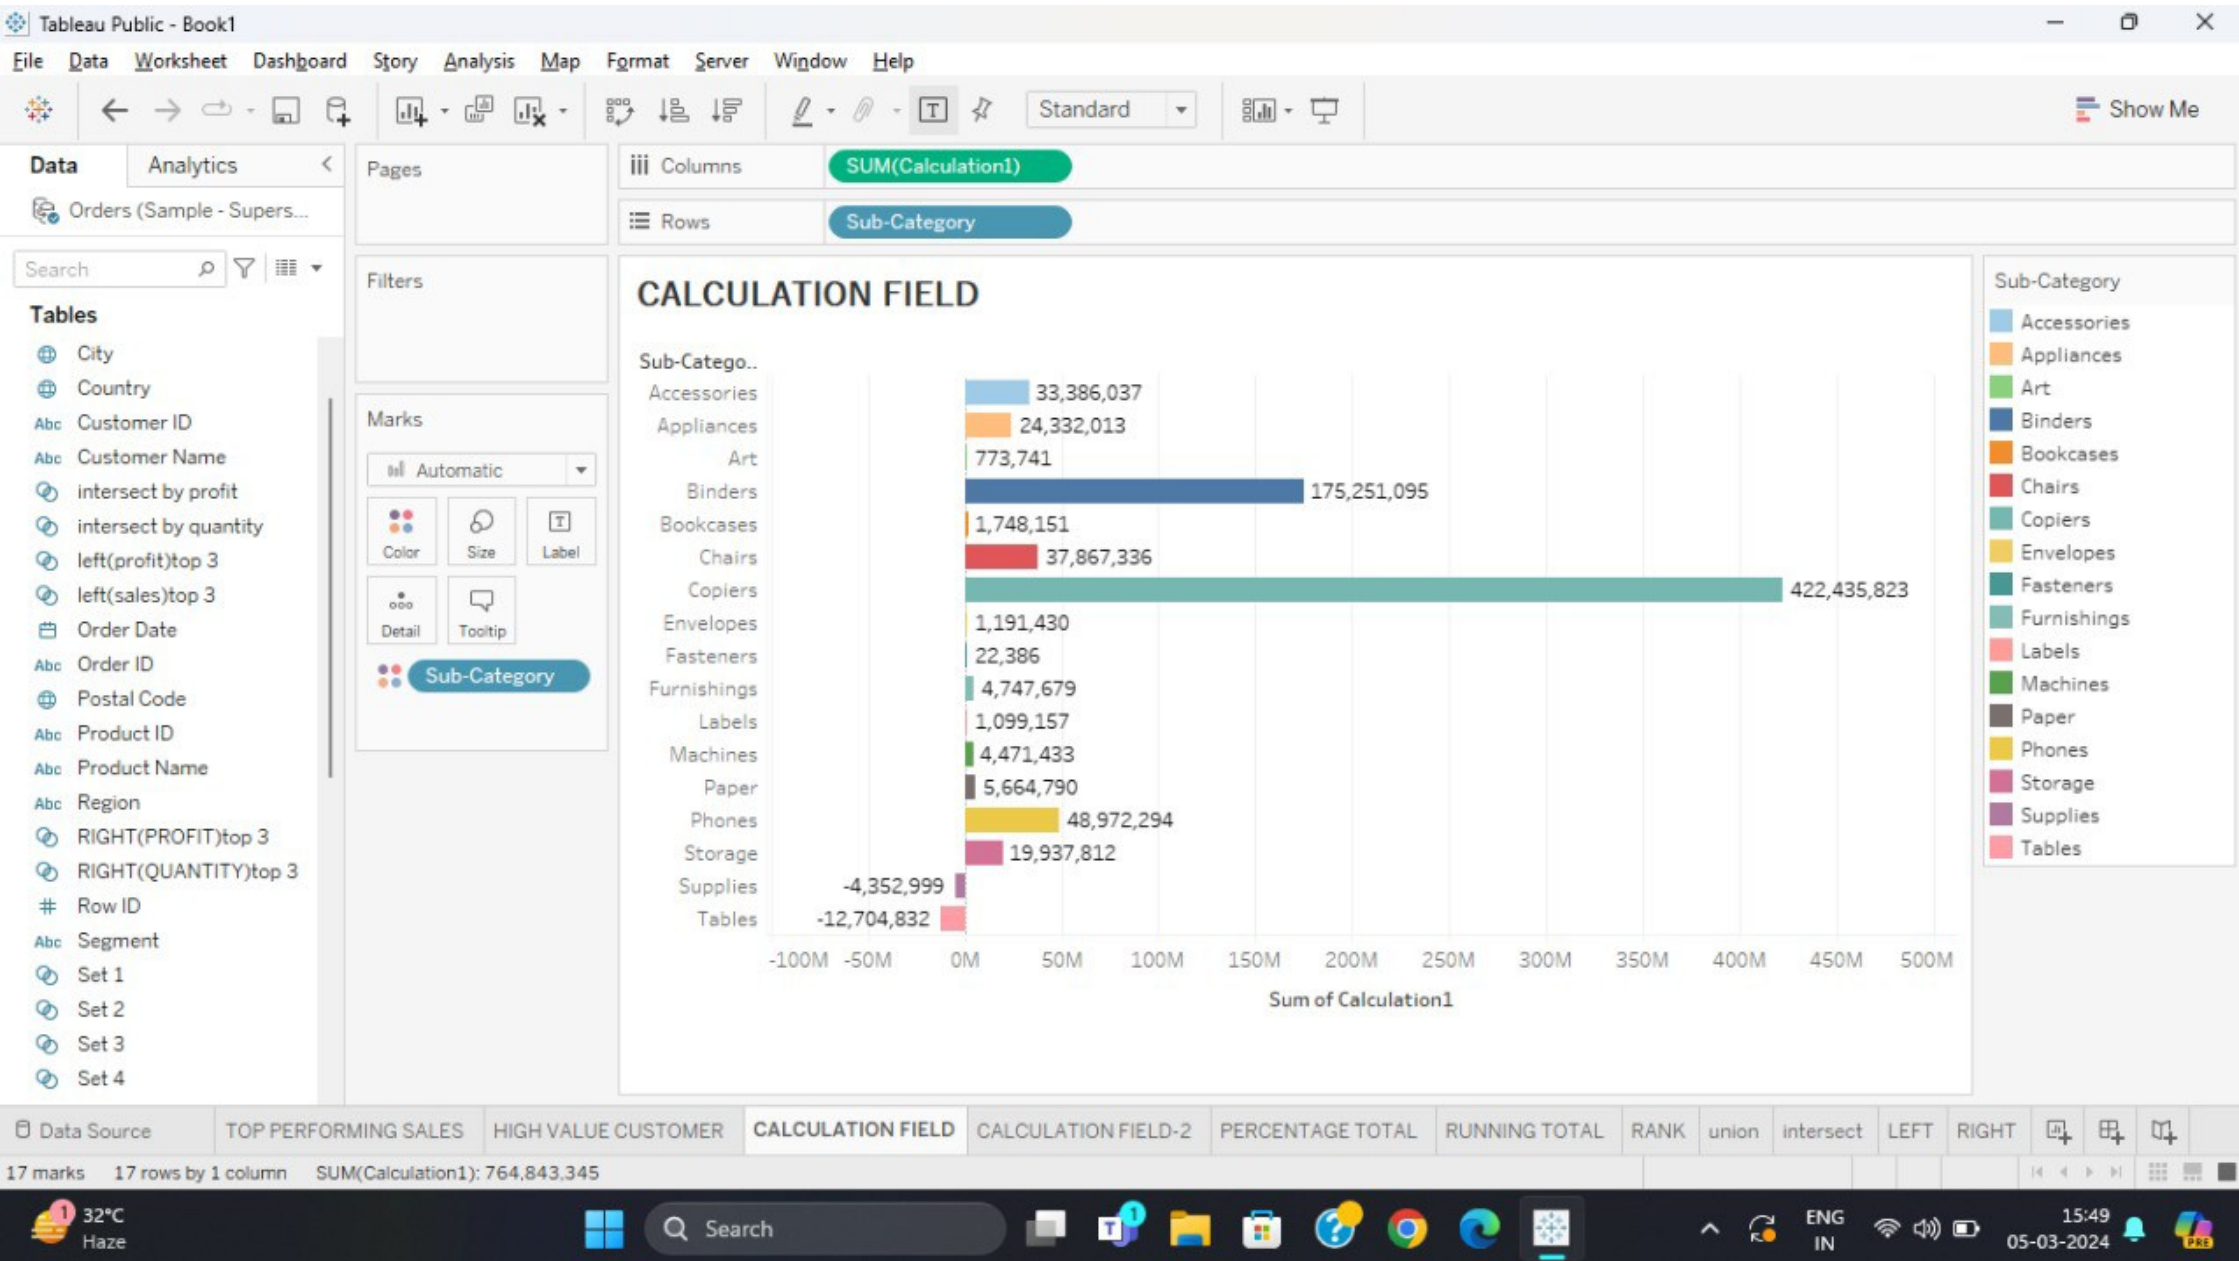 Tableau Public - Book1
File Data Worksheet Dashboard Story Analysis Map Format Server Window Help
Standard
Show Me
Data Analytics
Orders (Sample - Supers...
Search
Tables
City
Country
Abc Customer ID
Abc Customer Name
intersect by profit
intersect by quantity
left(profit)top 3
left(sales)top 3
Order Date
Abc Order ID
Postal Code
Abc Product ID
Abc Product Name
Abc Region
RIGHT(PROFIT)top 3
RIGHT(QUANTITY)top 3
# Row ID
Abc Segment
Set 1
Set 2
Set 3
Set 4
Pages
Filters
Marks
Automatic
Color Size Label
Detail Tooltip
Sub-Category
Columns SUM(Calculation1)
Rows Sub-Category
CALCULATION FIELD
Sub-Catego..
Accessories 33,386,037
Appliances 24,332,013
Art 773,741
Binders 175,251,095
Bookcases 1,748,151
Chairs 37,867,336
Copiers 422,435,823
Envelopes 1,191,430
Fasteners 22,386
Furnishings 4,747,679
Labels 1,099,157
Machines 4,471,433
Paper 5,664,790
Phones 48,972,294
Storage 19,937,812
Supplies -4,352,999
Tables -12,704,832
-100M -50M 0M 50M 100M 150M 200M 250M 300M 350M 400M 450M 500M
Sum of Calculation1
Sub-Category
Accessories
Appliances
Art
Binders
Bookcases
Chairs
Copiers
Envelopes
Fasteners
Furnishings
Labels
Machines
Paper
Phones
Storage
Supplies
Tables
Data Source TOP PERFORMING SALES HIGH VALUE CUSTOMER CALCULATION FIELD CALCULATION FIELD-2 PERCENTAGE TOTAL RUNNING TOTAL RANK union intersect LEFT RIGHT
17 marks 17 rows by 1 column SUM(Calculation1): 764,843,345
1 32°C
Haze
Search
T 1
ENG
IN
15:49
05-03-2024
PRE